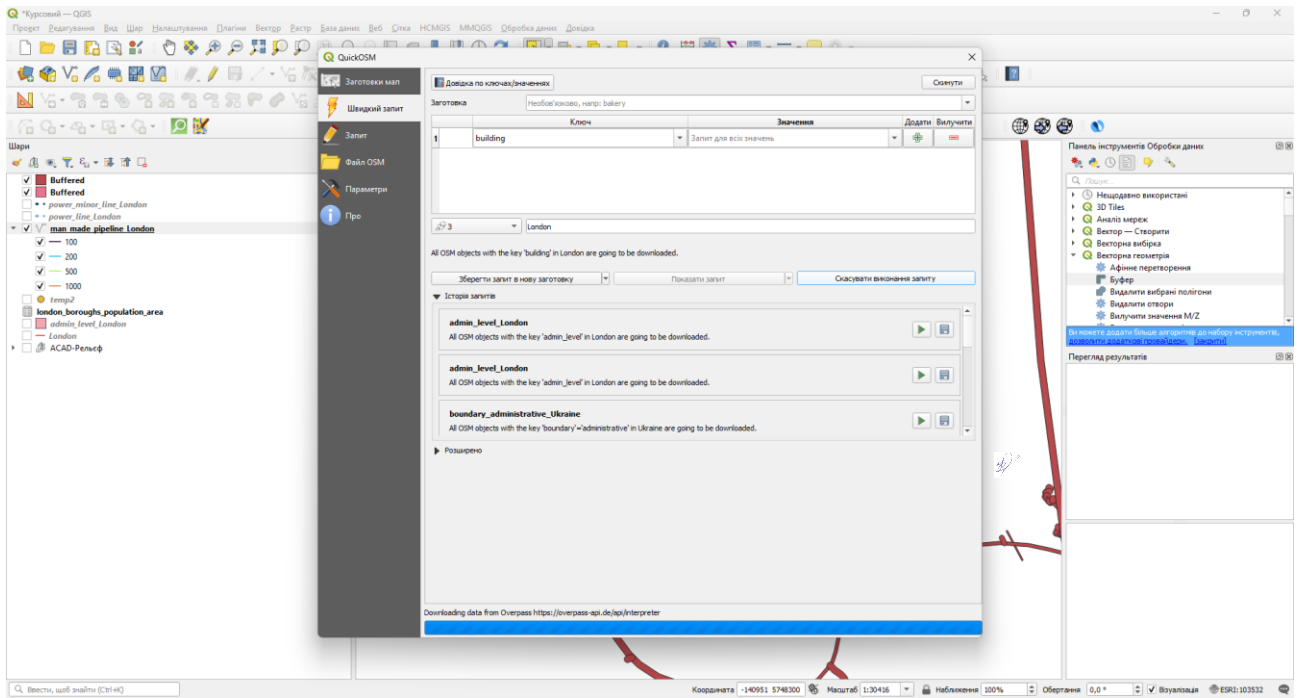 *Курсовий — QGIS
Проєкт Редагування Вид Шар Налаштування Плагіни Вектор Растр База даних Веб Сітка HCMGIS MMQGIS Обробка даних Довідка
QuickOSM
Заготовки мап
Швидкий запит
Запит
Файл OSM
Параметри
Про
Довідка по ключах/значеннях
Скинути
Заготовка
Необов'язково, напр: bakery
Ключ Значення Додати Вилучити
1 building Запит для всіх значень
3 London
All OSM objects with the key 'building' in London are going to be downloaded.
Зберегти запит в нову заготовку Показати запит Скасувати виконання запиту
Історія запитів
admin_level_London
All OSM objects with the key 'admin_level' in London are going to be downloaded.
admin_level_London
All OSM objects with the key 'admin_level' in London are going to be downloaded.
boundary_administrative_Ukraine
All OSM objects with the key 'boundary'='administrative' in Ukraine are going to be downloaded.
Розширено
Downloading data from Overpass https://overpass-api.de/api/interpreter
Шари
Buffered
Buffered
power_minor_line_London
power_line_London
man_made_pipeline_London
100
200
500
1000
temp2
london_boroughs_population_area
admin_level_London
London
ACAD-Рельєф
Панель інструментів Обробки даних
Пошук...
Нещодавно використані
3D Tiles
Аналіз мереж
Вектор — Створити
Векторна вибірка
Векторна геометрія
Афінне перетворення
Буфер
Видалити вибрані полігони
Видалити отвори
Вилучити значення M/Z
Ви можете додати більше алгоритмів до набору інструментів,
дозволити додаткові провайдери. [закрити]
Перегляд результатів
Ввести, щоб знайти (Ctrl+K)
Координата -140951 5748300 Масштаб 1:30416 Наближення 100% Обертання 0,0 ° Візуалізація ESRI:103532